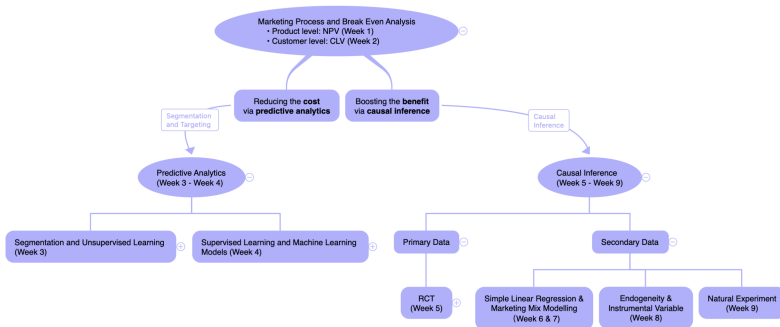 Marketing Process and Break Even Analysis
• Product level: NPV (Week 1)
• Customer level: CLV (Week 2)
Reducing the cost
via predictive analytics
Boosting the benefit
via causal inference
Segmentation
and Targeting
Causal
Inference
Predictive Analytics
(Week 3 - Week 4)
Causal Inference
(Week 5 - Week 9)
Segmentation and Unsupervised Learning
(Week 3)
Supervised Learning and Machine Learning
Models (Week 4)
Primary Data
Secondary Data
RCT
(Week 5)
Simple Linear Regression &
Marketing Mix Modelling
(Week 6 & 7)
Endogeneity &
Instrumental Variable
(Week 8)
Natural Experiment
(Week 9)